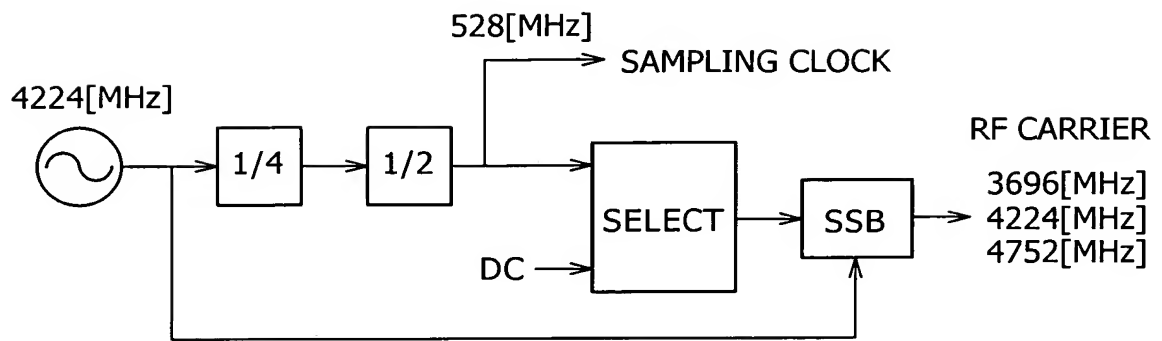 528[MHz]
SAMPLING CLOCK
4224[MHz]
1/4
1/2
SELECT
DC
SSB
RF CARRIER
3696[MHz]
4224[MHz]
4752[MHz]